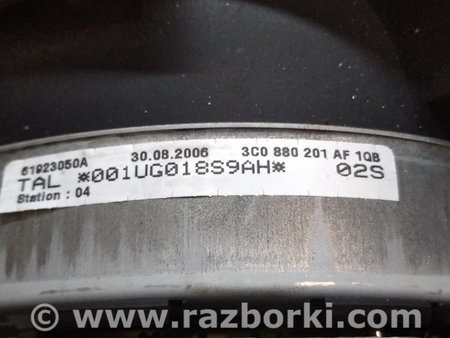 61923050A 30.08.2006 3C0 880 201 AF 1QB
TAL *001UG018S9AH* 02S
Station : 04
© www.razborki.com